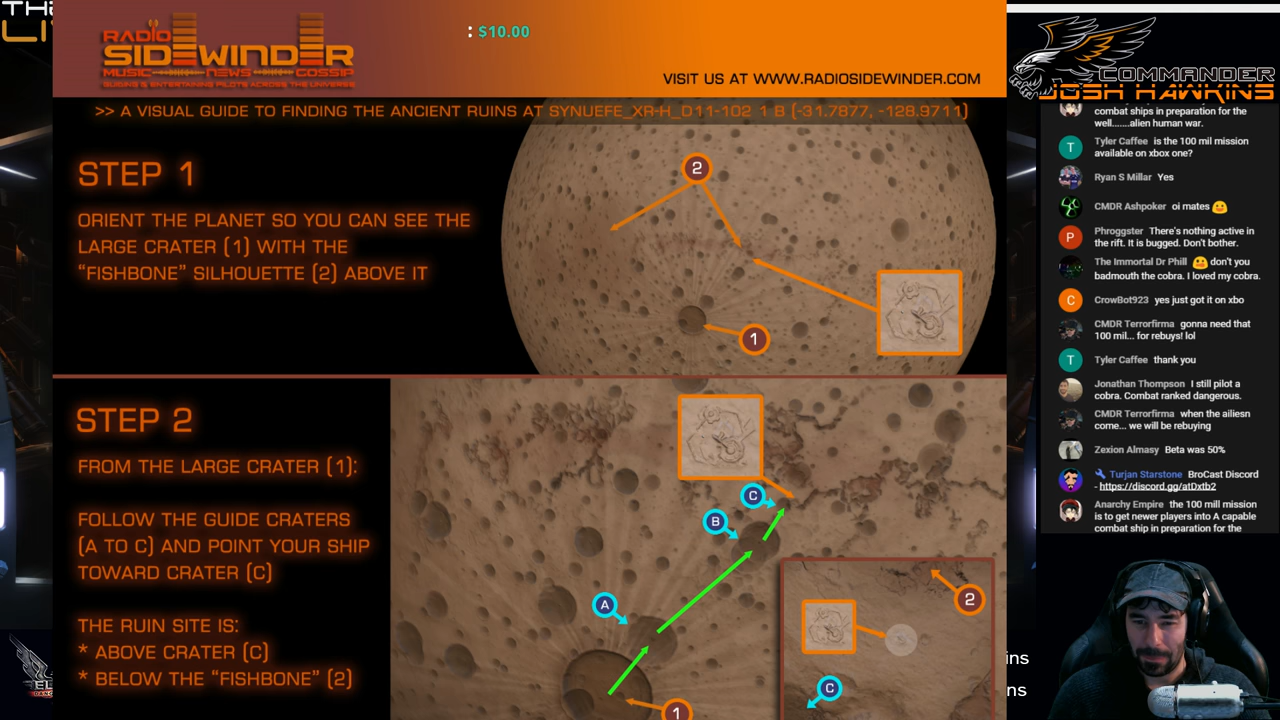 THE
LI
RADIO
SIDEWINDER
MUSIC NEWS GOSSIP
: $10.00
VISIT US AT WWW.RADIOSIDEWINDER.COM
>> A VISUAL GUIDE TO FINDING THE ANCIENT RUINS AT SYNUEFE_XR-H_D11-102 1 B (-31.7877, -128.9711)
STEP 1
ORIENT THE PLANET SO YOU CAN SEE THE
LARGE CRATER (1) WITH THE
"FISHBONE" SILHOUETTE (2) ABOVE IT
2
1
STEP 2
FROM THE LARGE CRATER (1):
FOLLOW THE GUIDE CRATERS
(A TO C) AND POINT YOUR SHIP
TOWARD CRATER (C)
THE RUIN SITE IS:
* ABOVE CRATER (C)
* BELOW THE "FISHBONE" (2)
C
B
A
1
2
C
COMMANDER
JOSH HAWKINS
combat ships in preparation for the
well.......alien human war.
T Tyler Caffee is the 100 mil mission
available on xbox one?
Ryan S Millar Yes
CMDR Ashpoker oi mates
P Phroggster There's nothing active in
the rift. It is bugged. Don't bother.
The Immortal Dr Phill don't you
badmouth the cobra. I loved my cobra.
C CrowBot923 yes just got it on xbo
CMDR Terrorfirma gonna need that
100 mil... for rebuys! lol
T Tyler Caffee thank you
Jonathan Thompson I still pilot a
cobra. Combat ranked dangerous.
CMDR Terrorfirma when the ailiesn
come... we will be rebuying
Zexion Almasy Beta was 50%
Turjan Starstone BroCast Discord
- https://discord.gg/atDxtb2
Anarchy Empire the 100 mill mission
is to get newer players into A capable
combat ship in preparation for the
ins
ns